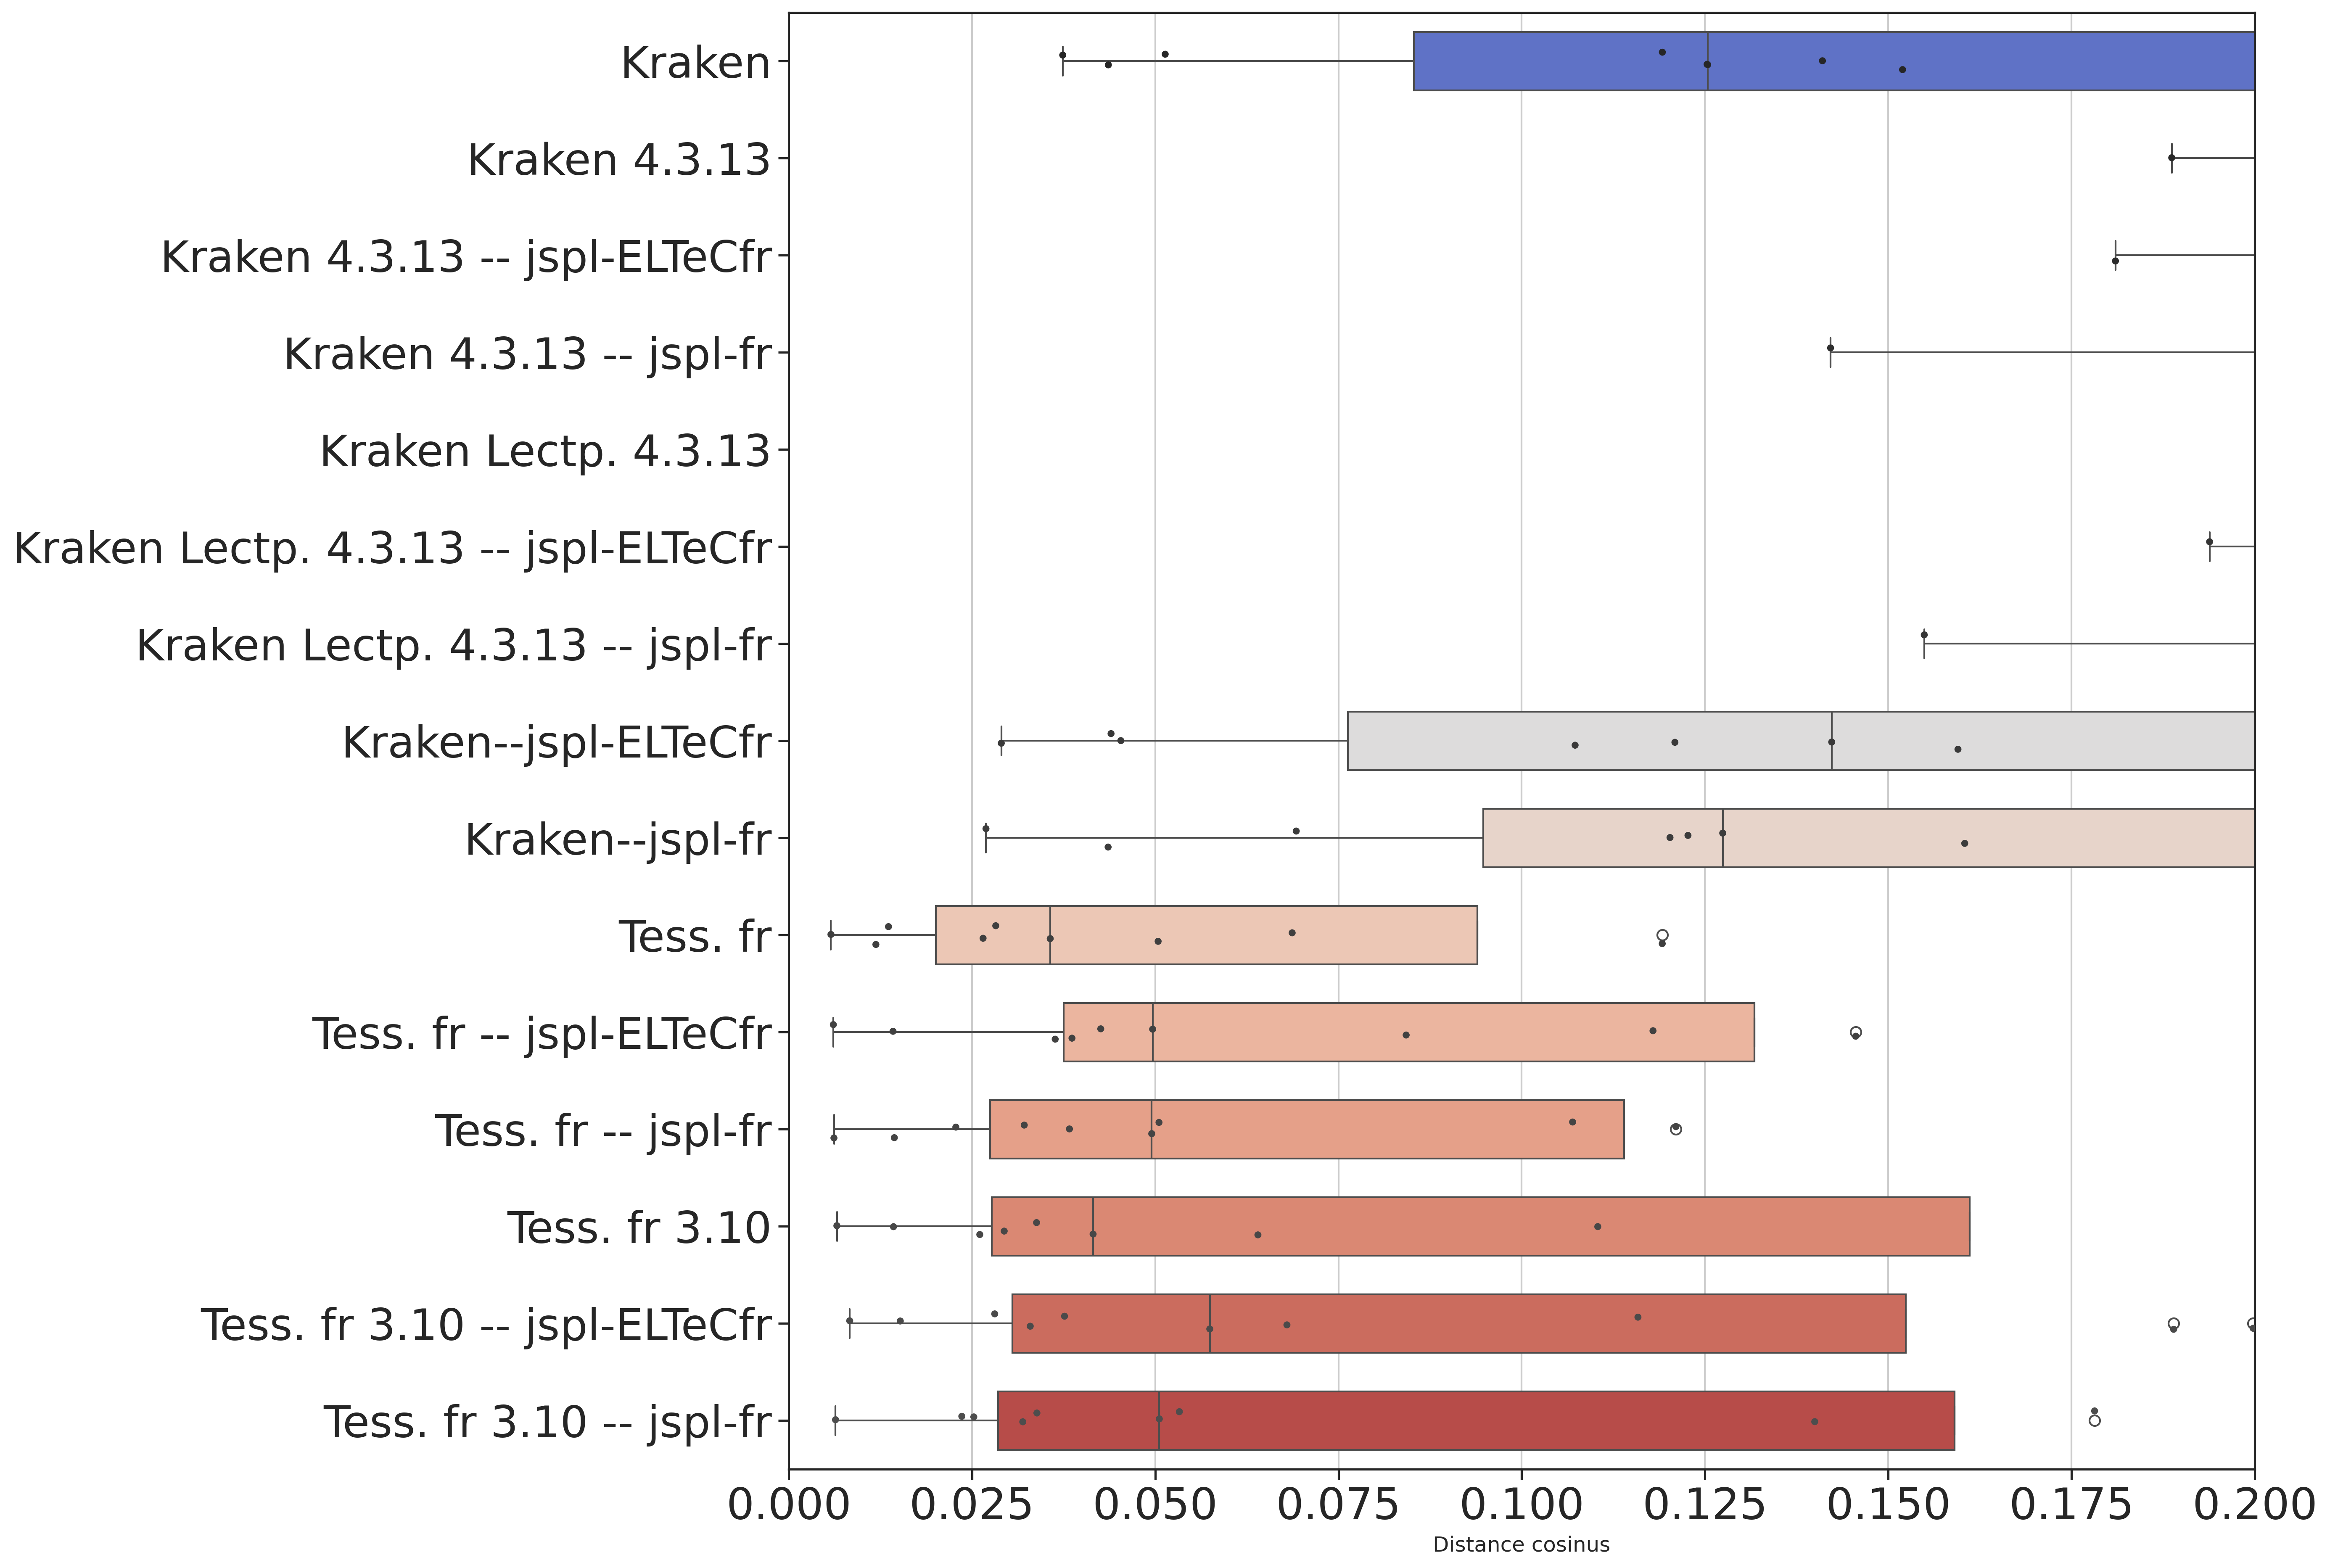 Kraken
Kraken 4.3.13
Kraken 4.3.13 -- jspl-ELTeCfr
Kraken 4.3.13 -- jspl-fr
Kraken Lectp. 4.3.13
Kraken Lectp. 4.3.13 -- jspl-ELTeCfr
Kraken Lectp. 4.3.13 -- jspl-fr
Kraken--jspl-ELTeCfr
Kraken--jspl-fr
Tess. fr
Tess. fr -- jspl-ELTeCfr
Tess. fr -- jspl-fr
Tess. fr 3.10
Tess. fr 3.10 -- jspl-ELTeCfr
Tess. fr 3.10 -- jspl-fr
0.000 0.025 0.050 0.075 0.100 0.125 0.150 0.175 0.200
Distance cosinus